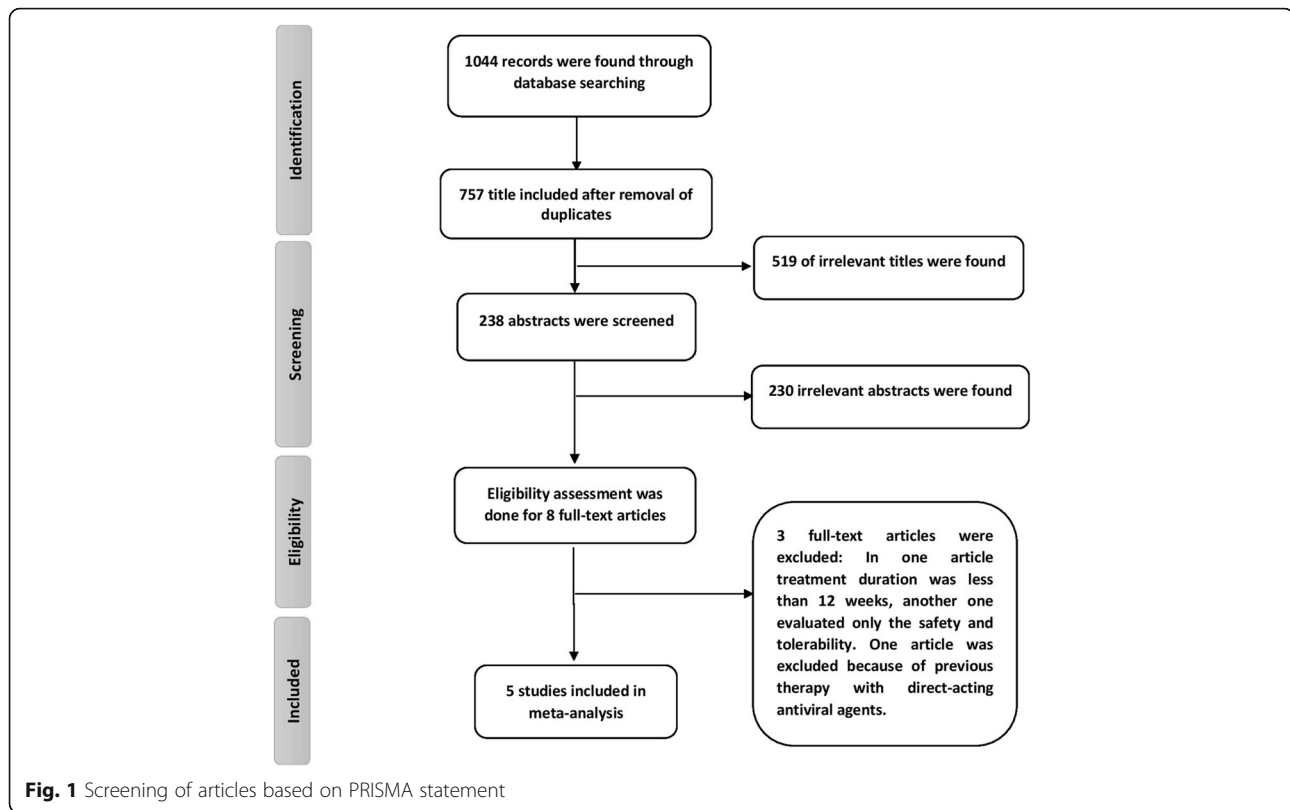 Identification
1044 records were found through
database searching
757 title included after removal of
duplicates
Screening
519 of irrelevant titles were found
238 abstracts were screened
230 irrelevant abstracts were found
Eligibility
Eligibility assessment was
done for 8 full-text articles
3 full-text articles were
excluded: In one article
treatment duration was less
than 12 weeks, another one
evaluated only the safety and
tolerability. One article was
excluded because of previous
therapy with direct-acting
antiviral agents.
Included
5 studies included in
meta-analysis
Fig. 1 Screening of articles based on PRISMA statement